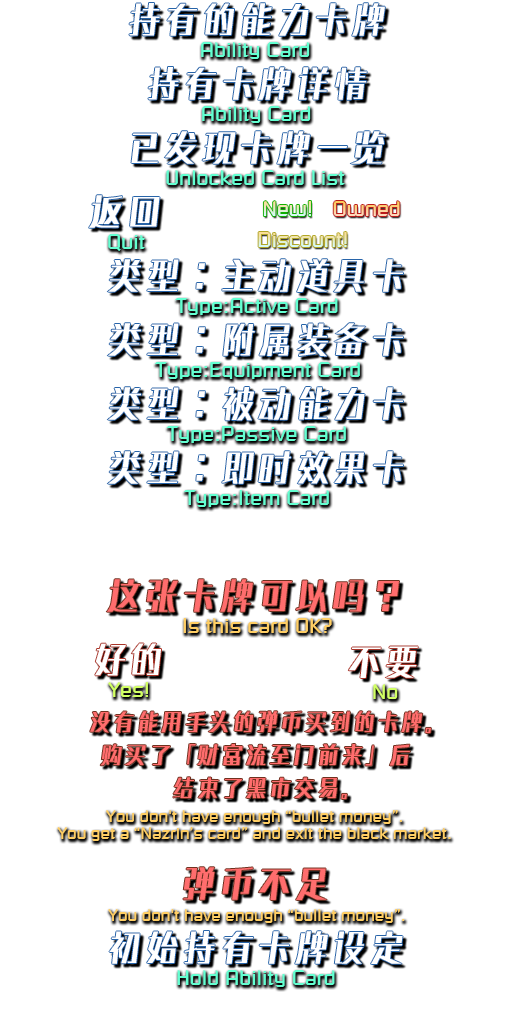 持有的能力卡牌
Ability Card
持有卡牌详情
Ability Card
已发现卡牌一览
Unlocked Card List
返回
Quit
New! Owned
Discount!
类型：主动道具卡
Type:Active Card
类型：附属装备卡
Type:Equipment Card
类型：被动能力卡
Type:Passive Card
类型：即时效果卡
Type:Item Card
这张卡牌可以吗？
Is this card OK?
好的
Yes!
不要
No
没有能用手头的弹币买到的卡牌。
购买了「财富流至门前来」后
结束了黑市交易。
You don't have enough "bullet money".
You get a "Nazrin's card" and exit the black market.
弹币不足
You don't have enough "bullet money".
初始持有卡牌设定
Hold Ability Card